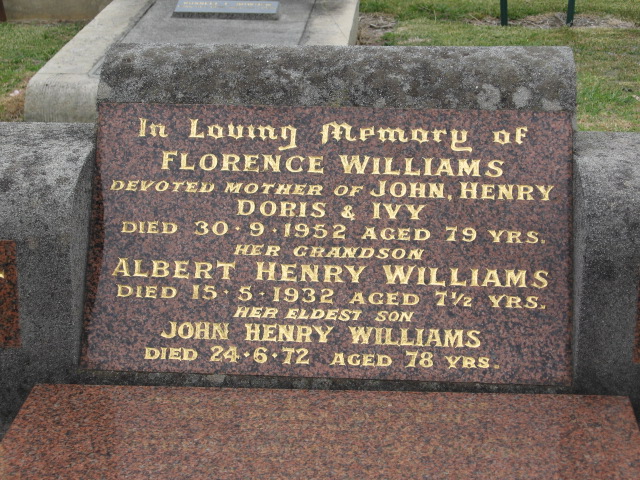 In Loving Memory of
FLORENCE WILLIAMS
DEVOTED MOTHER OF JOHN, HENRY
DORIS & IVY
DIED 30·9·1952 AGED 79 YRS.
HER GRANDSON
ALBERT HENRY WILLIAMS
DIED 15·5·1932 AGED 7½ YRS.
HER ELDEST SON
JOHN HENRY WILLIAMS
DIED 24·6·72 AGED 78 YRS.